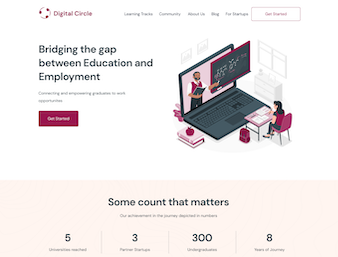 Digital Circle
Learning Tracks Community About Us Blog For Startups Get Started
Bridging the gap
between Education and
Employment
Connecting and empowering graduates to work
opportunities
Get Started
Some count that matters
Our achievement in the journey depicted in numbers
5 3 300 8
Universities reached Partner Startups Undergraduates Years of Journey